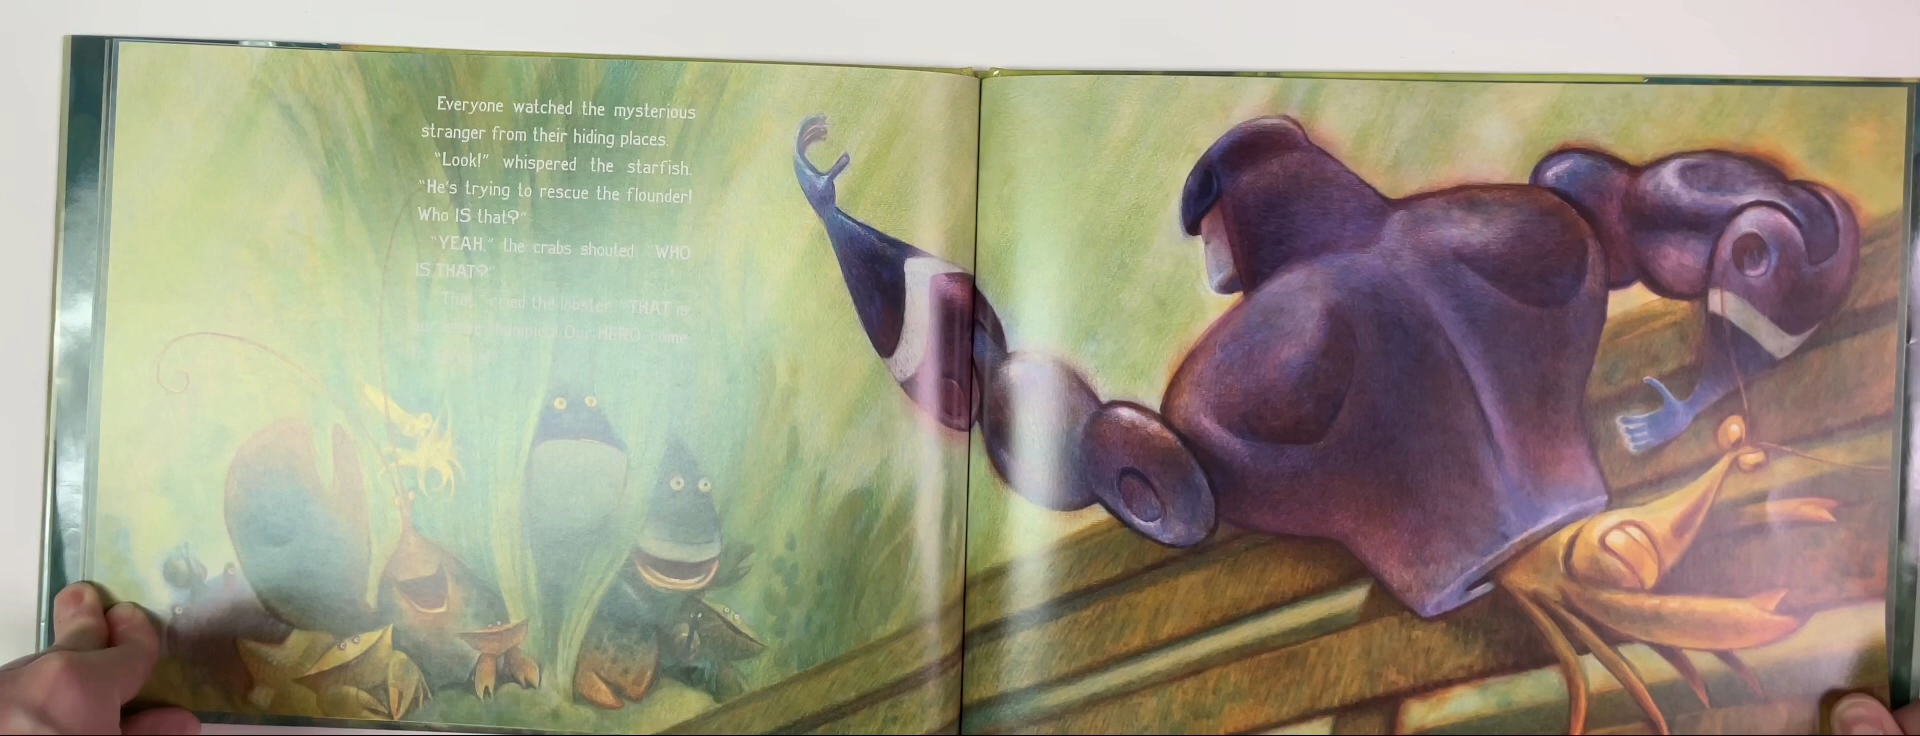 Everyone watched the mysterious
stranger from their hiding places.
"Look!" whispered the starfish.
"He's trying to rescue the flounder!
Who IS that?"
"YEAH," the crabs shouted. "WHO
IS THAT?"
cried the lobster. "THAT is
Our HERO come